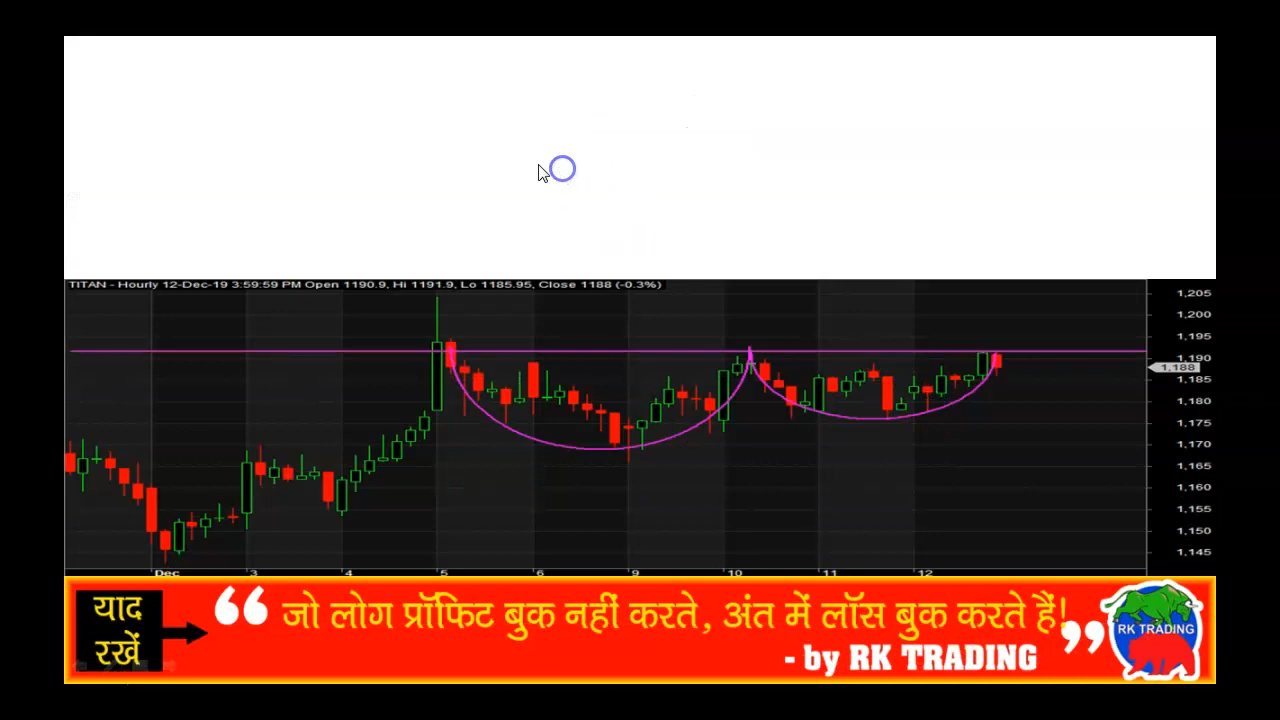 TITAN - Hourly 12-Dec-19 3:59:59 PM Open 1190.9, Hi 1191.9, Lo 1185.95, Close 1188 (-0.3%)
1,205
1,200
1,195
1,190
1,188
1,185
1,180
1,175
1,170
1,165
1,160
1,155
1,150
1,145
Dec 3 4 5 6 9 10 11 12
याद
रखें
“ जो लोग प्रॉफिट बुक नहीं करते, अंत में लॉस बुक करते हैं! ”
- by RK TRADING
RK TRADING